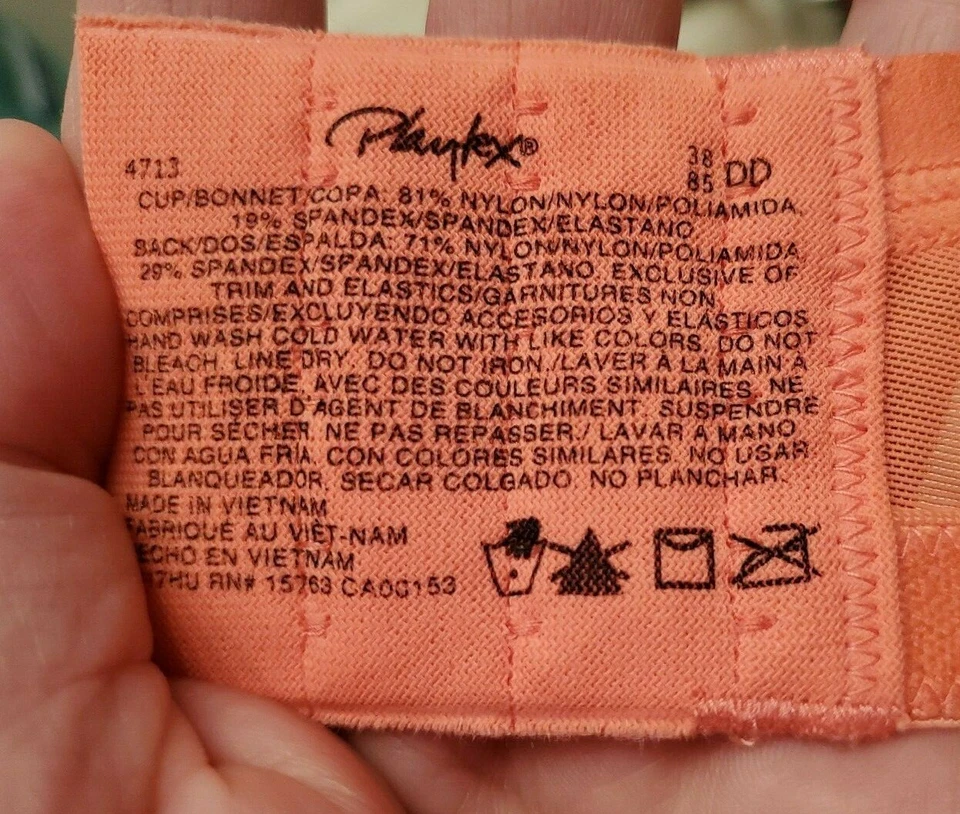 Playtex®
4713
38
85 DD
CUP/BONNET/COPA: 81% NYLON/NYLON/POLIAMIDA,
19% SPANDEX/SPANDEX/ELASTANO
BACK/DOS/ESPALDA: 71% NYLON/NYLON/POLIAMIDA
29% SPANDEX/SPANDEX/ELASTANO. EXCLUSIVE OF
TRIM AND ELASTICS/GARNITURES NON
COMPRISES/EXCLUYENDO ACCESORIOS Y ELASTICOS
HAND WASH COLD WATER WITH LIKE COLORS. DO NOT
BLEACH. LINE DRY. DO NOT IRON./LAVER À LA MAIN À
L'EAU FROIDE, AVEC DES COULEURS SIMILAIRES. NE
PAS UTILISER D'AGENT DE BLANCHIMENT. SUSPENDRE
POUR SÉCHER. NE PAS REPASSER./ LAVAR A MANO
CON AGUA FRIA, CON COLORES SIMILARES. NO USAR
BLANQUEADOR, SECAR COLGADO. NO PLANCHAR.
MADE IN VIETNAM
FABRIQUÉ AU VIÊT-NAM
ECHO EN VIETNAM
RN# 15763 CA0G153